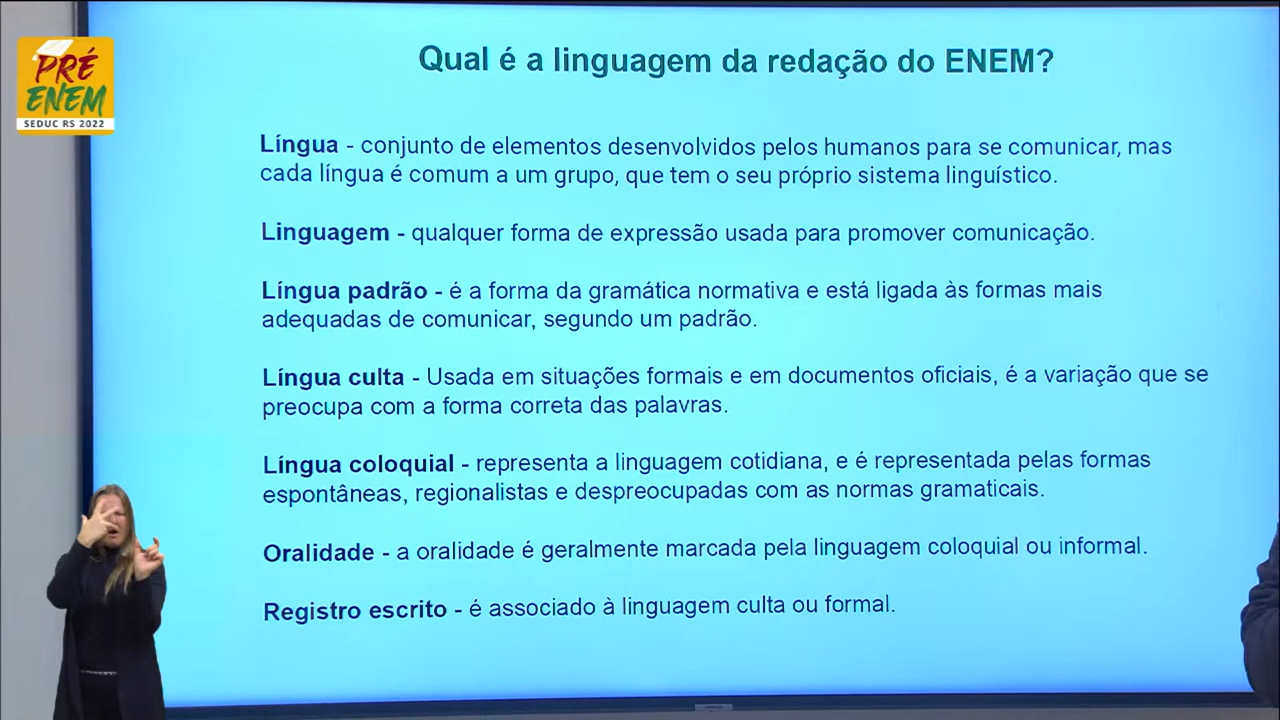 PRÉ
ENEM
SEDUC RS 2022
Qual é a linguagem da redação do ENEM?
Língua - conjunto de elementos desenvolvidos pelos humanos para se comunicar, mas
cada língua é comum a um grupo, que tem o seu próprio sistema linguístico.
Linguagem - qualquer forma de expressão usada para promover comunicação.
Língua padrão - é a forma da gramática normativa e está ligada às formas mais
adequadas de comunicar, segundo um padrão.
Língua culta - Usada em situações formais e em documentos oficiais, é a variação que se
preocupa com a forma correta das palavras.
Língua coloquial - representa a linguagem cotidiana, e é representada pelas formas
espontâneas, regionalistas e despreocupadas com as normas gramaticais.
Oralidade - a oralidade é geralmente marcada pela linguagem coloquial ou informal.
Registro escrito - é associado à linguagem culta ou formal.